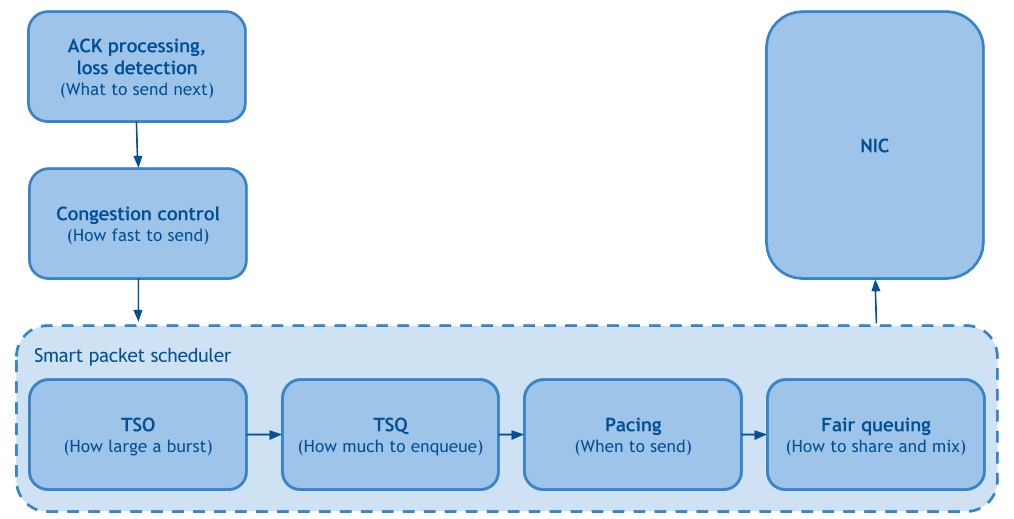 ACK processing,
loss detection
(What to send next)
Congestion control
(How fast to send)
NIC
Smart packet scheduler
TSO
(How large a burst)
TSQ
(How much to enqueue)
Pacing
(When to send)
Fair queuing
(How to share and mix)